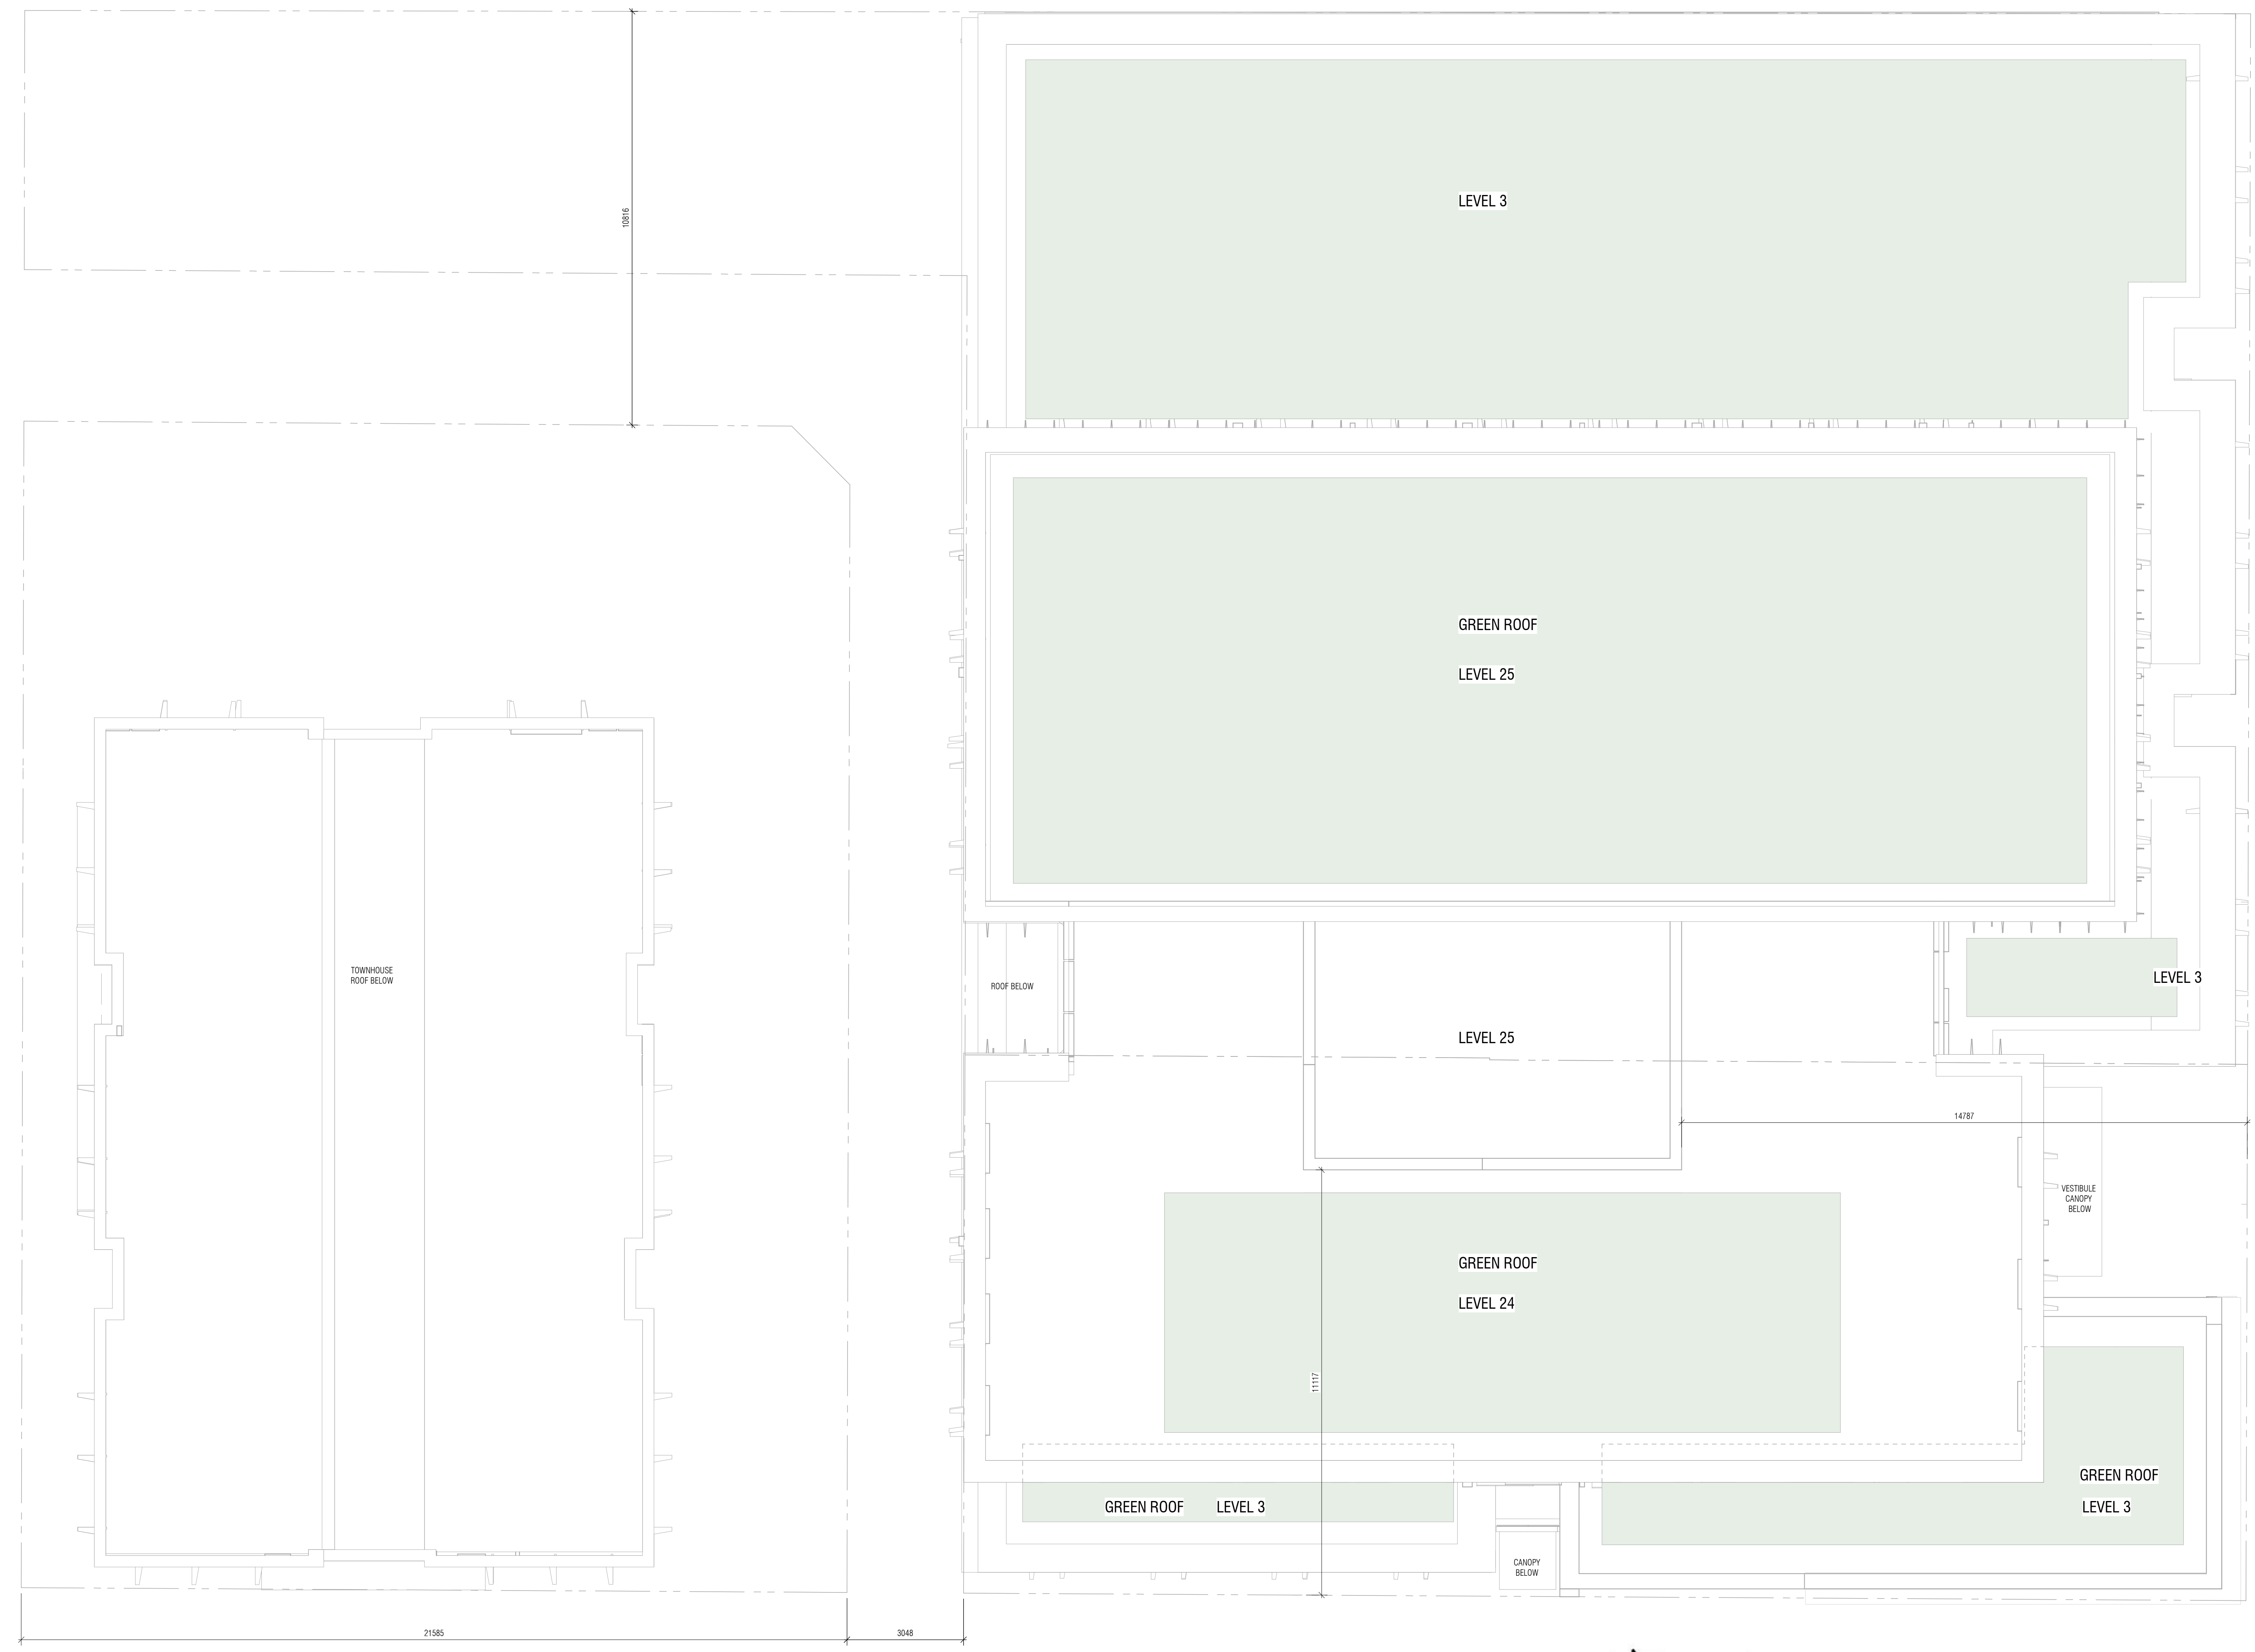 LEVEL 3
10816
GREEN ROOF
LEVEL 25
TOWNHOUSE
ROOF BELOW
ROOF BELOW
LEVEL 3
LEVEL 25
14787
VESTIBULE
CANOPY
BELOW
GREEN ROOF
LEVEL 24
11117
GREEN ROOF
LEVEL 3
GREEN ROOF LEVEL 3
CANOPY
BELOW
21585
3048